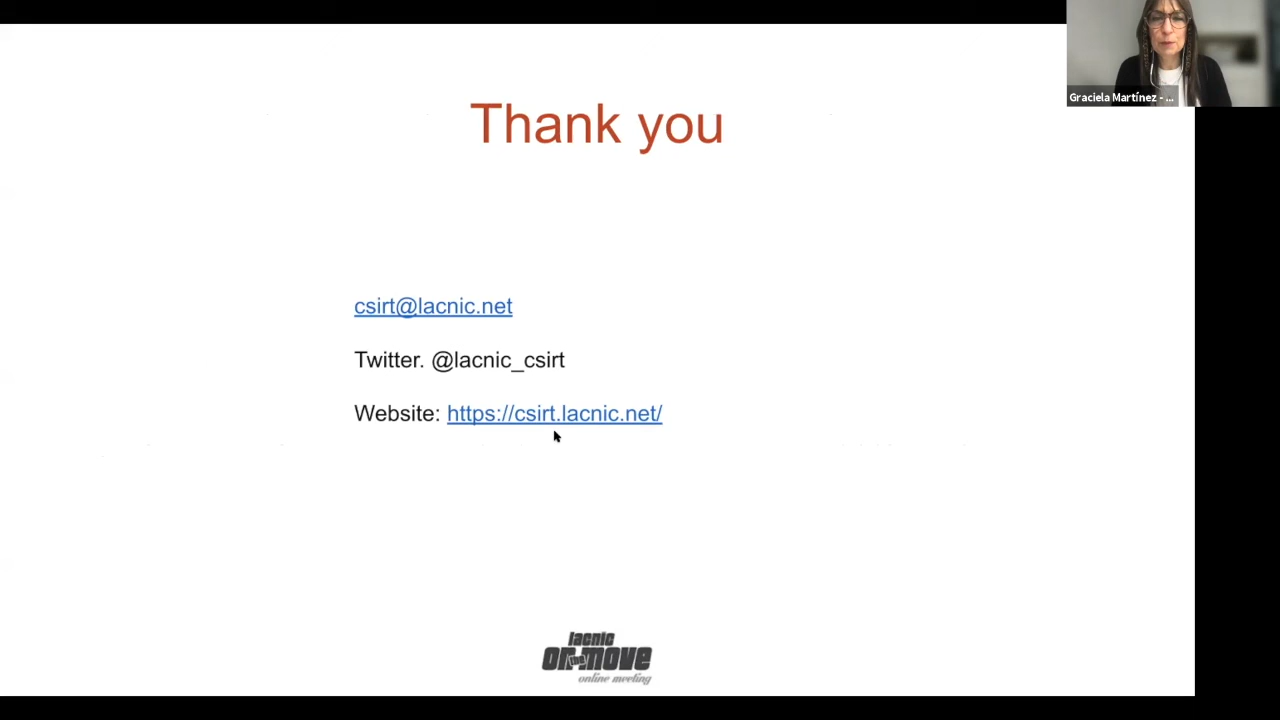 Graciela Martínez - ...
Thank you
csirt@lacnic.net
Twitter. @lacnic_csirt
Website: https://csirt.lacnic.net/
lacnic
on the move
online meeting